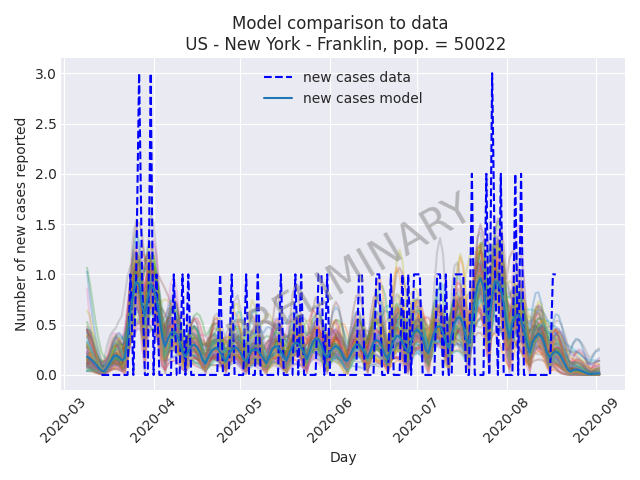 Model comparison to data
US - New York - Franklin, pop. = 50022
new cases data
new cases model
PRELIMINARY
Number of new cases reported
3.0
2.5
2.0
1.5
1.0
0.5
0.0
2020-03
2020-04
2020-05
2020-06
2020-07
2020-08
2020-09
Day